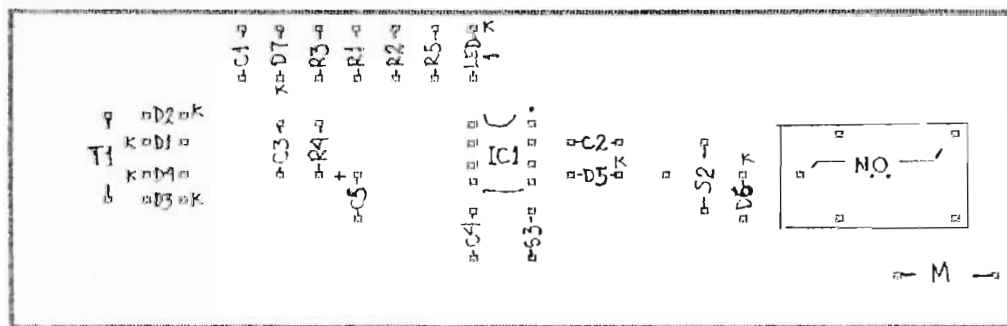 C1 D7 R3 R1 R2 R5 LED 1 K
K
D2 K
K D1
T1
K D4
D3 K
C3 R4
+
C5
IC1
C2
D5 K
S2
D6 K
N.O.
C4 S3
M